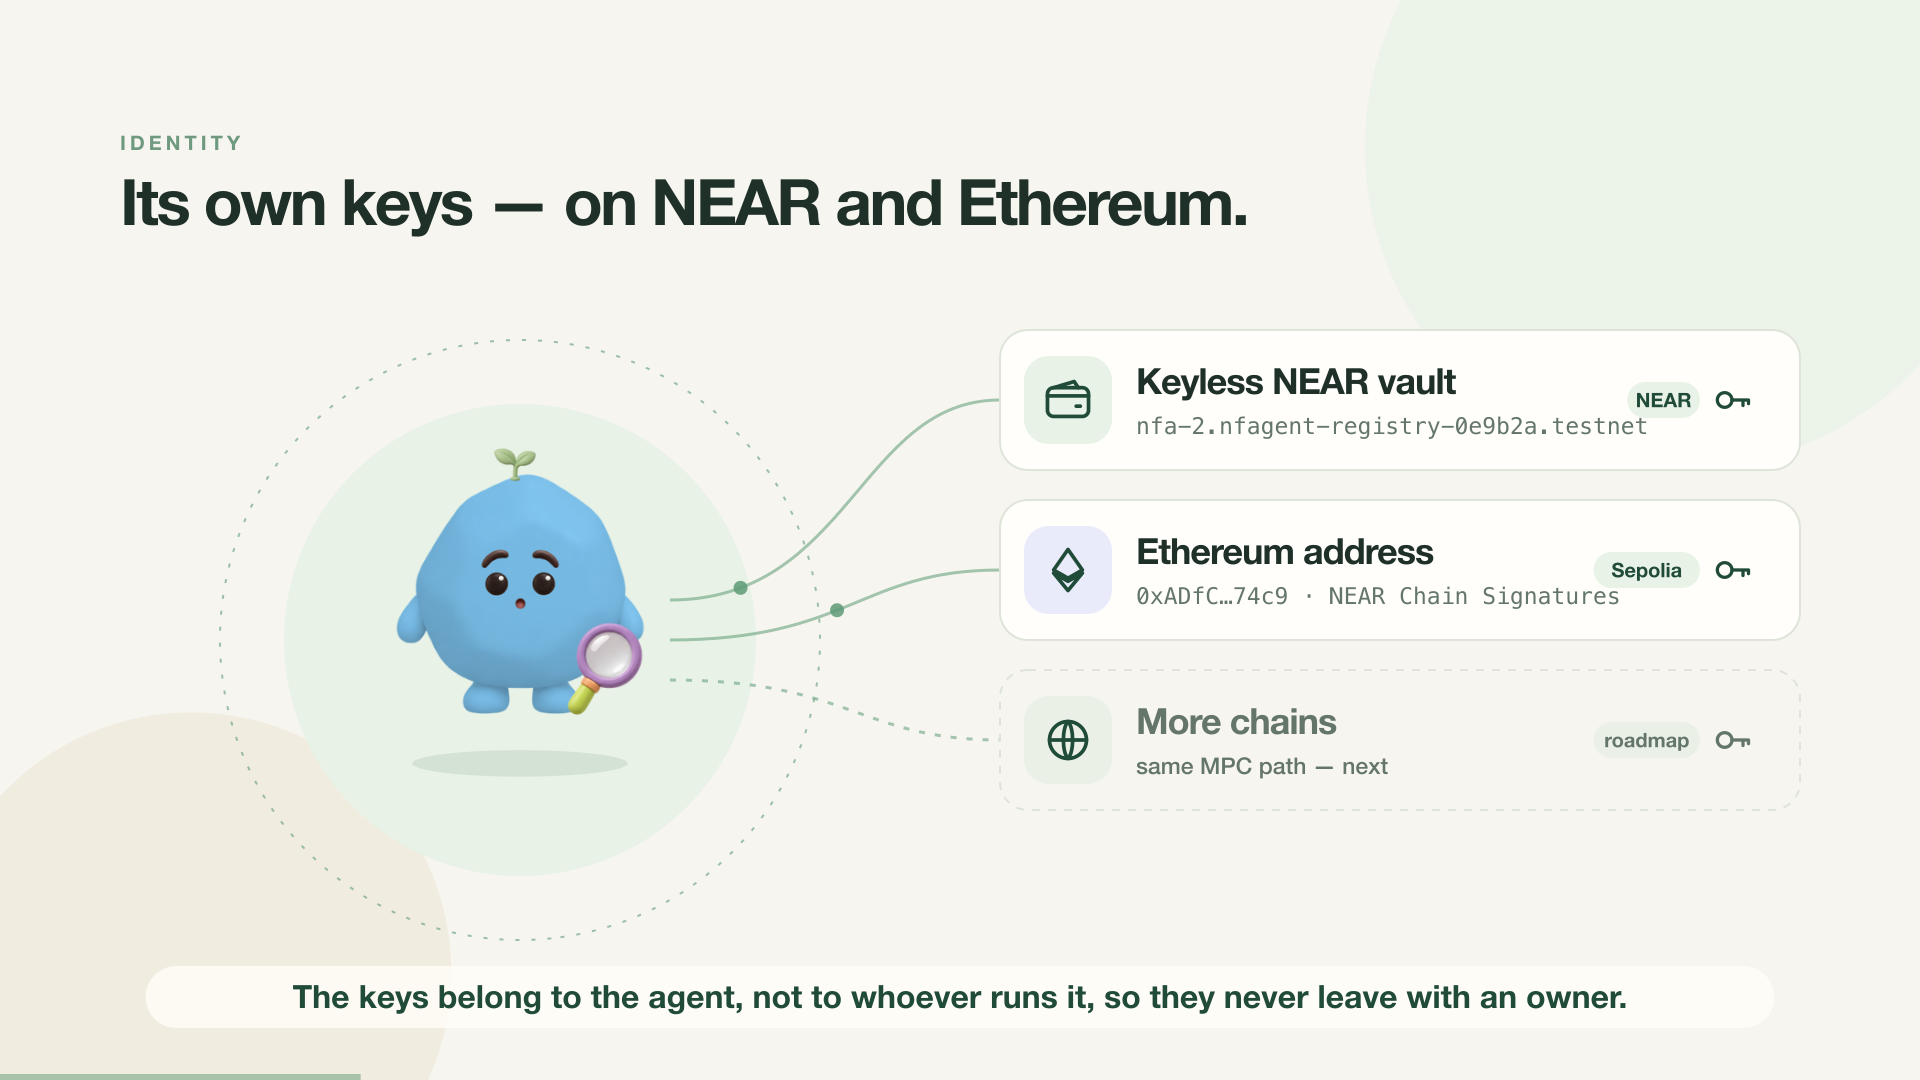 IDENTITY
Its own keys — on NEAR and Ethereum.
Keyless NEAR vault
nfa-2.nfagent-registry-0e9b2a.testnet
NEAR
Ethereum address
0xADfC…74c9 · NEAR Chain Signatures
Sepolia
More chains
same MPC path — next
roadmap
The keys belong to the agent, not to whoever runs it, so they never leave with an owner.